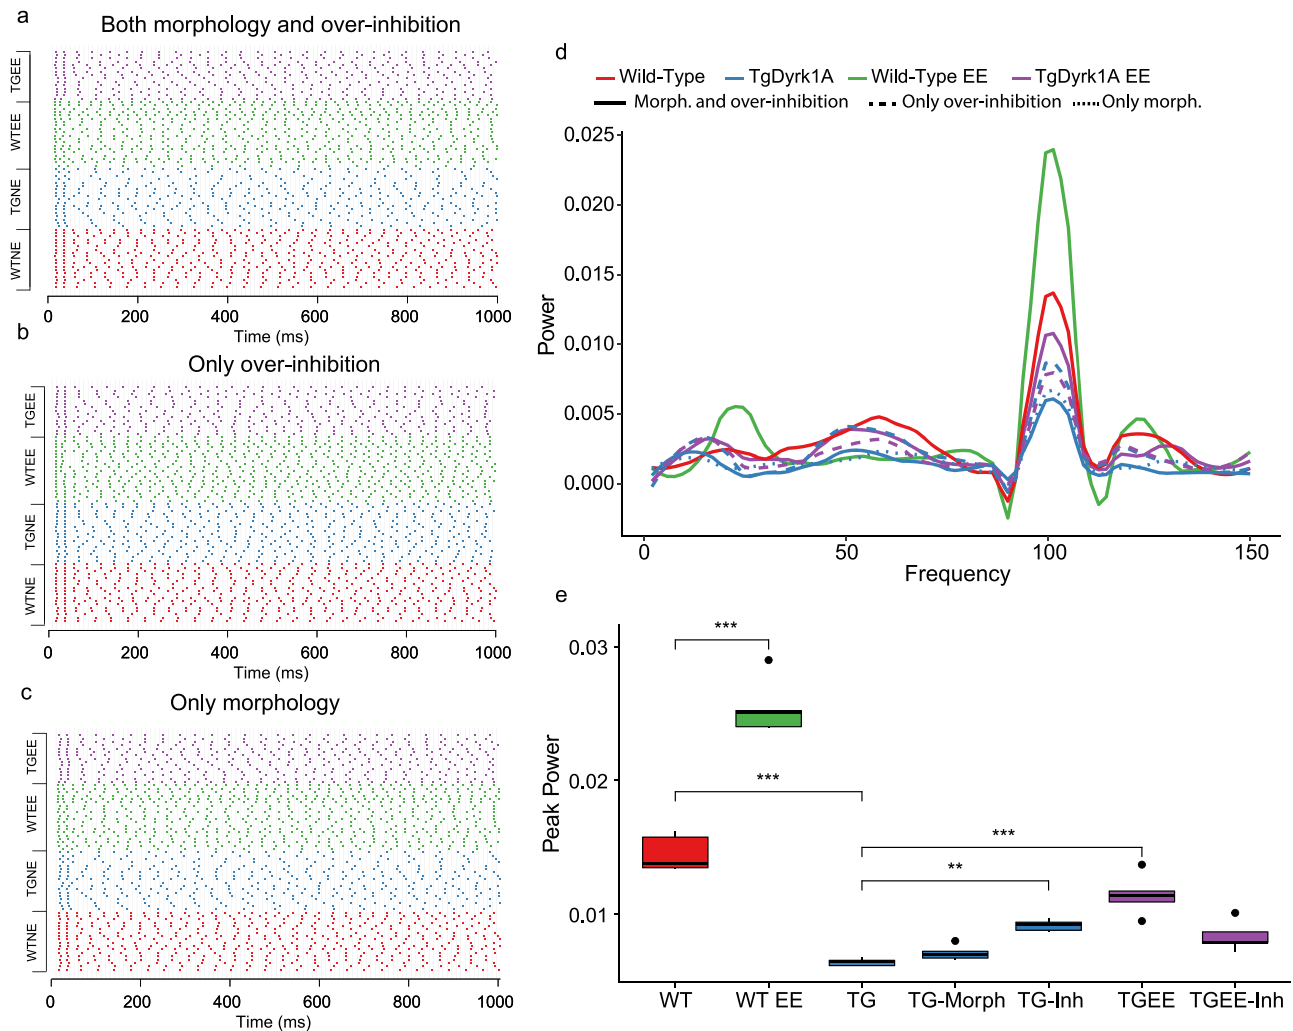 a
Both morphology and over-inhibition
TGEE
WTEE
TGNE
WTNE
0 200 400 600 800 1000
Time (ms)
b
Only over-inhibition
TGEE
WTEE
TGNE
WTNE
0 200 400 600 800 1000
Time (ms)
c
Only morphology
TGEE
WTEE
TGNE
WTNE
0 200 400 600 800 1000
Time (ms)
d
Wild-Type TgDyrk1A Wild-Type EE TgDyrk1A EE
Morph. and over-inhibition Only over-inhibition Only morph.
Power
0.025
0.020
0.015
0.010
0.005
0.000
0 50 100 150
Frequency
e
Peak Power
0.03
0.02
0.01
***
***
***
**
WT WT EE TG TG-Morph TG-Inh TGEE TGEE-Inh